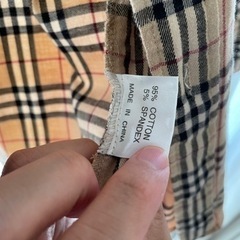 95% COTTON
5% SPANDEX
MADE IN
CHINA